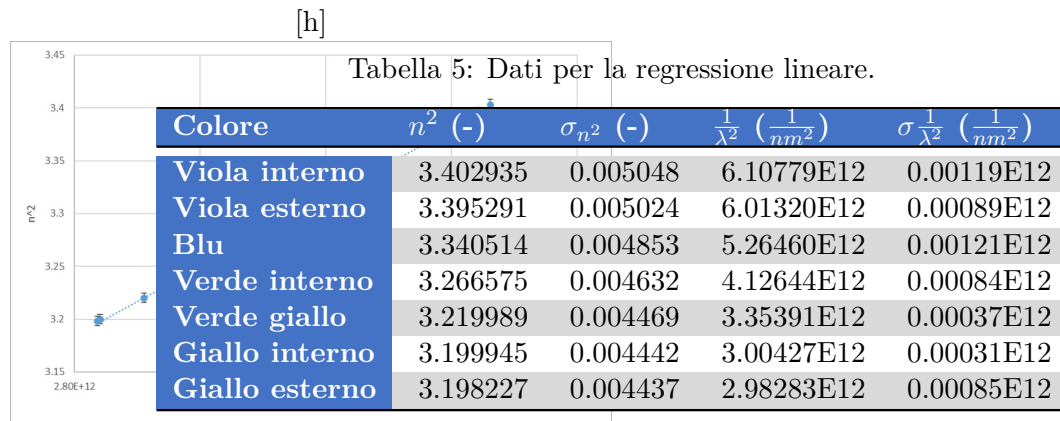 [h]
Tabella 5: Dati per la regressione lineare.
3.45
3.4
3.35
3.3
3.25
3.2
3.15
n^2
2.80E+12
Colore n² (-) σn² (-) 1/λ² (1/nm²) σ1/λ² (1/nm²)
Viola interno 3.402935 0.005048 6.10779E12 0.00119E12
Viola esterno 3.395291 0.005024 6.01320E12 0.00089E12
Blu 3.340514 0.004853 5.26460E12 0.00121E12
Verde interno 3.266575 0.004632 4.12644E12 0.00084E12
Verde giallo 3.219989 0.004469 3.35391E12 0.00037E12
Giallo interno 3.199945 0.004442 3.00427E12 0.00031E12
Giallo esterno 3.198227 0.004437 2.98283E12 0.00085E12